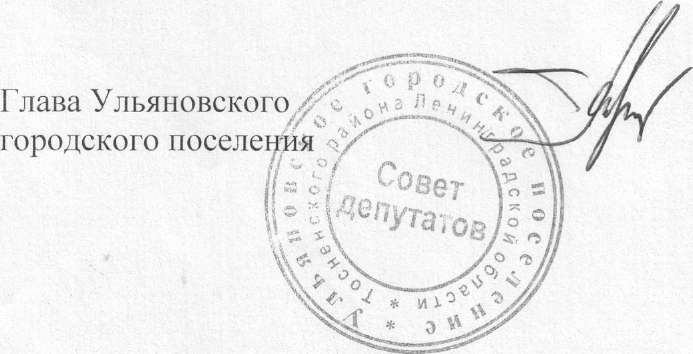 Глава Ульяновского
городского поселения
Ульяновское городское поселение *
Тосненского района Ленинградской области *
Совет
депутатов